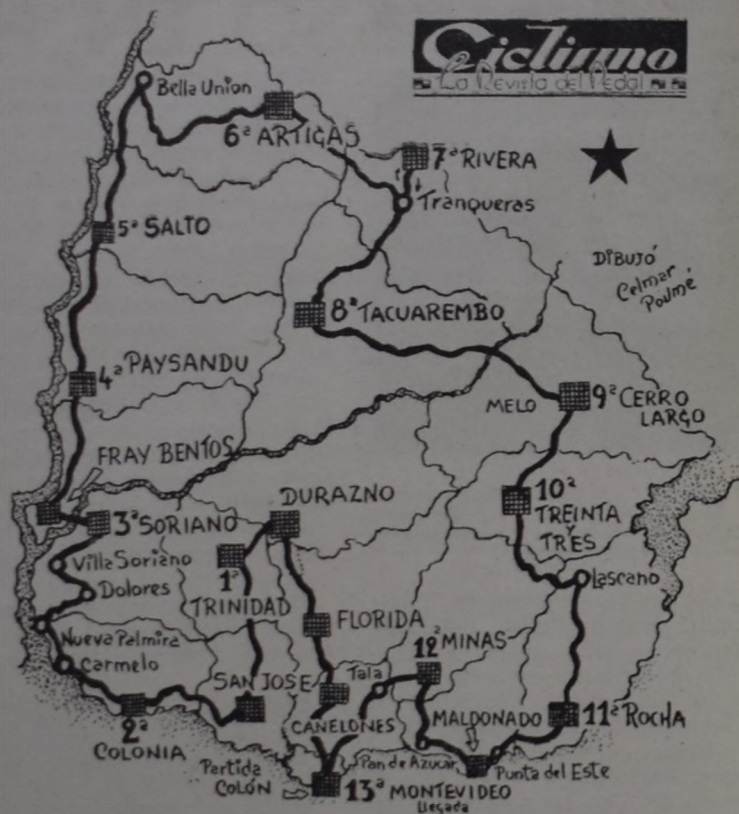 Ciclismo
La Revista del Pedal
Bella Union
6ª ARTIGAS
7ª RIVERA
Tranqueras
5ª SALTO
DIBUJÓ
Celmar
Poumé
8ª TACUAREMBO
4ª PAYSANDU
MELO
9ª CERRO
LARGO
FRAY BENTOS
DURAZNO
10ª
TREINTA
Y
TRES
3ª SORIANO
Villa Soriano
1ª
TRINIDAD
Dolores
Lascano
FLORIDA
Nueva Palmira
Carmelo
12ª MINAS
SAN JOSE
Tala
2ª
COLONIA
CANELONES
MALDONADO
11ª ROCHA
Pan de Azucar
Punta del Este
Partida
COLÓN
13ª MONTEVIDEO
llegada